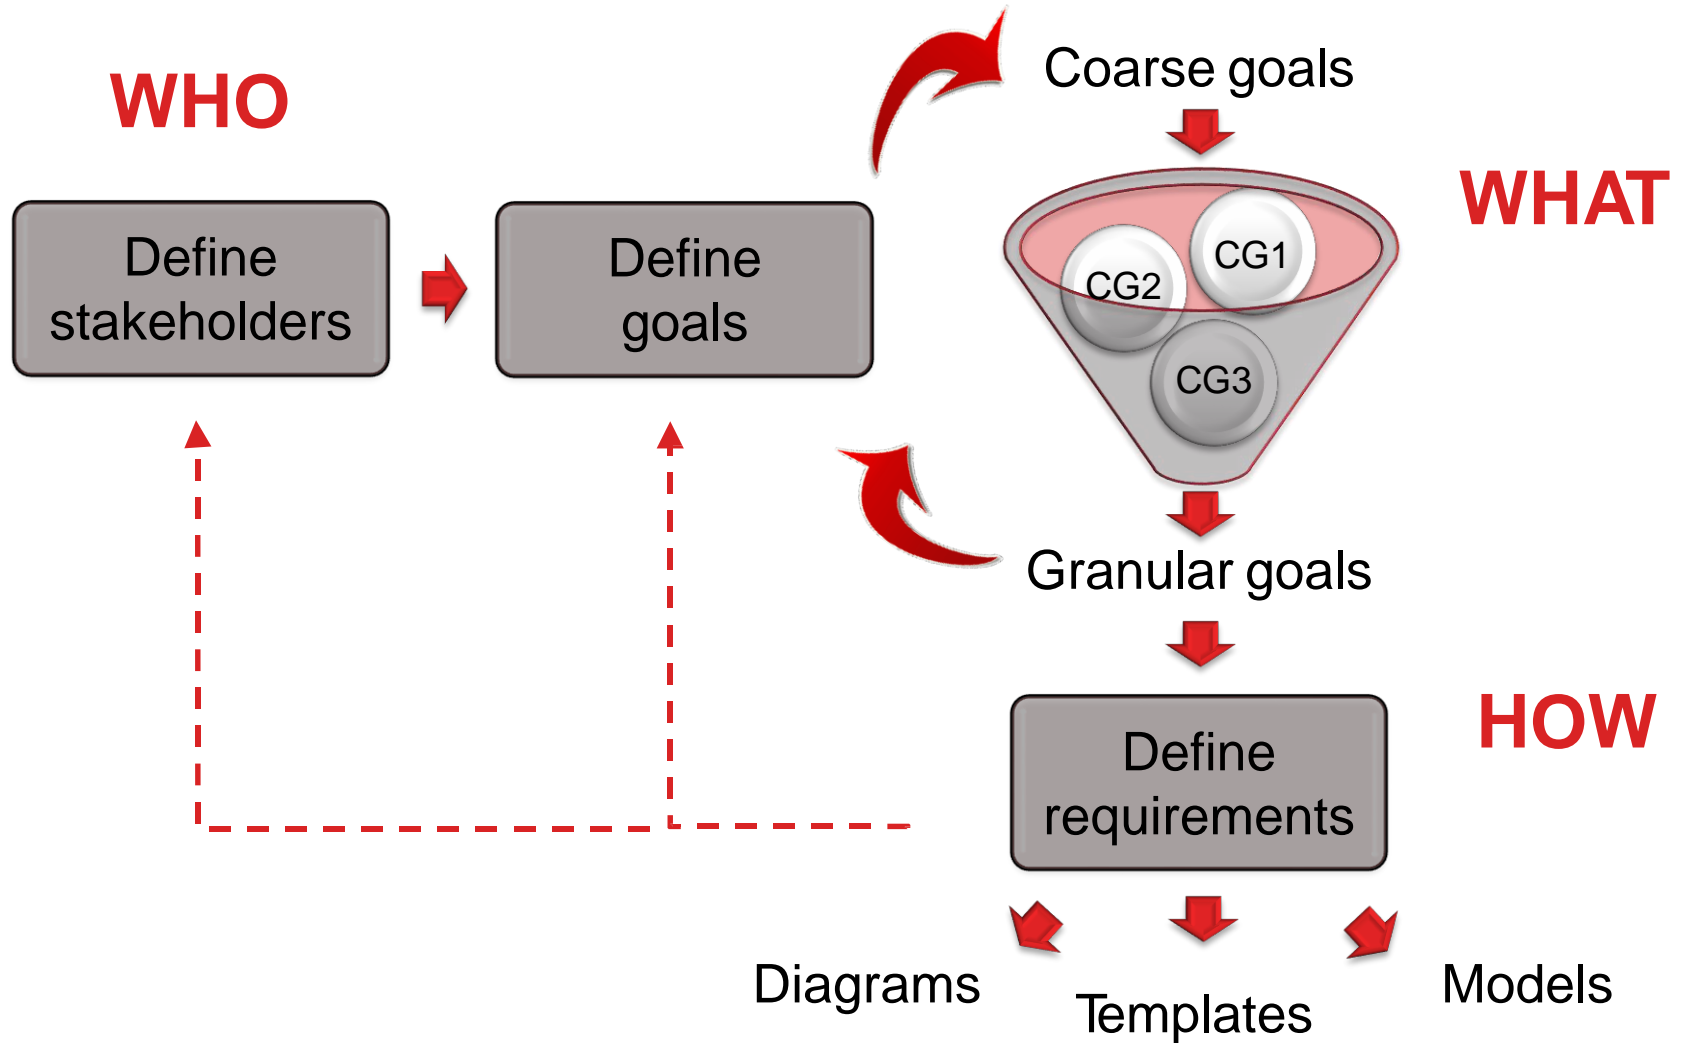 WHO
Define
stakeholders
Define
goals
Coarse goals
WHAT
CG1
CG2
CG3
Granular goals
HOW
Define
requirements
Diagrams
Templates
Models